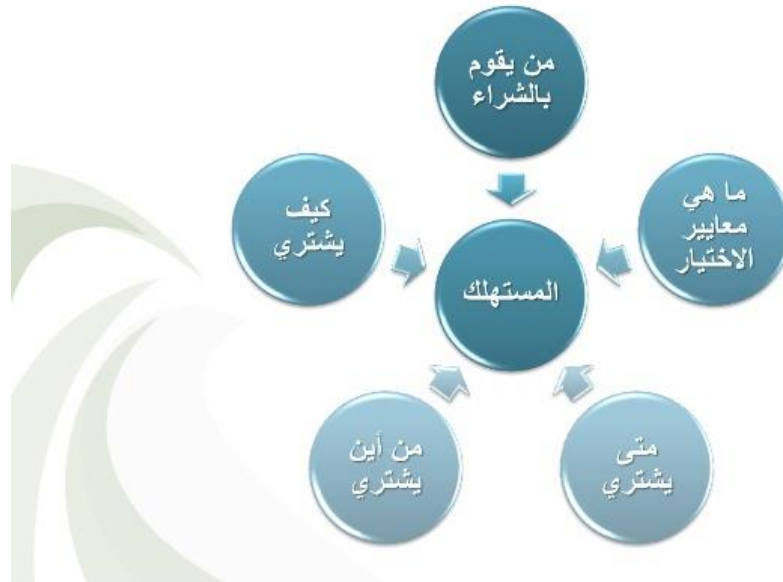 من يقوم
بالشراء
ما هي
معايير
الاختيار
كيف
يشتري
المستهلك
متى
يشتري
من أين
يشتري